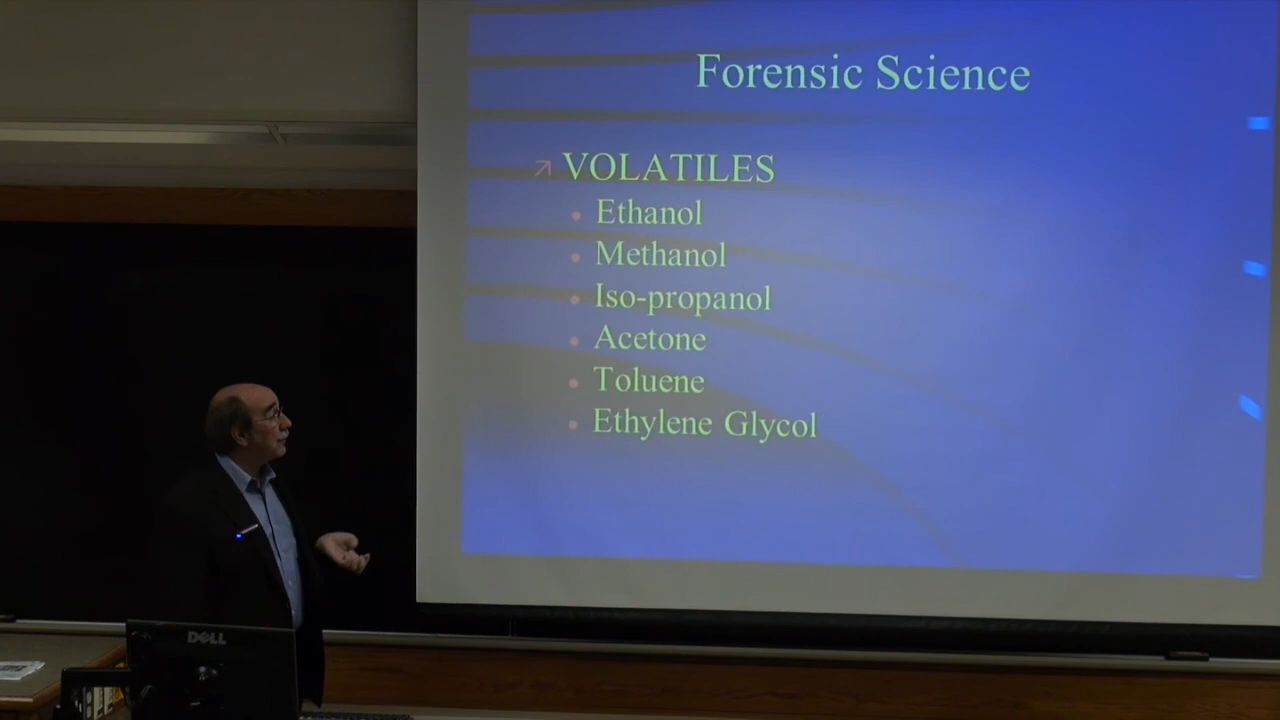 Forensic Science
VOLATILES
Ethanol
Methanol
Iso-propanol
Acetone
Toluene
Ethylene Glycol
DELL